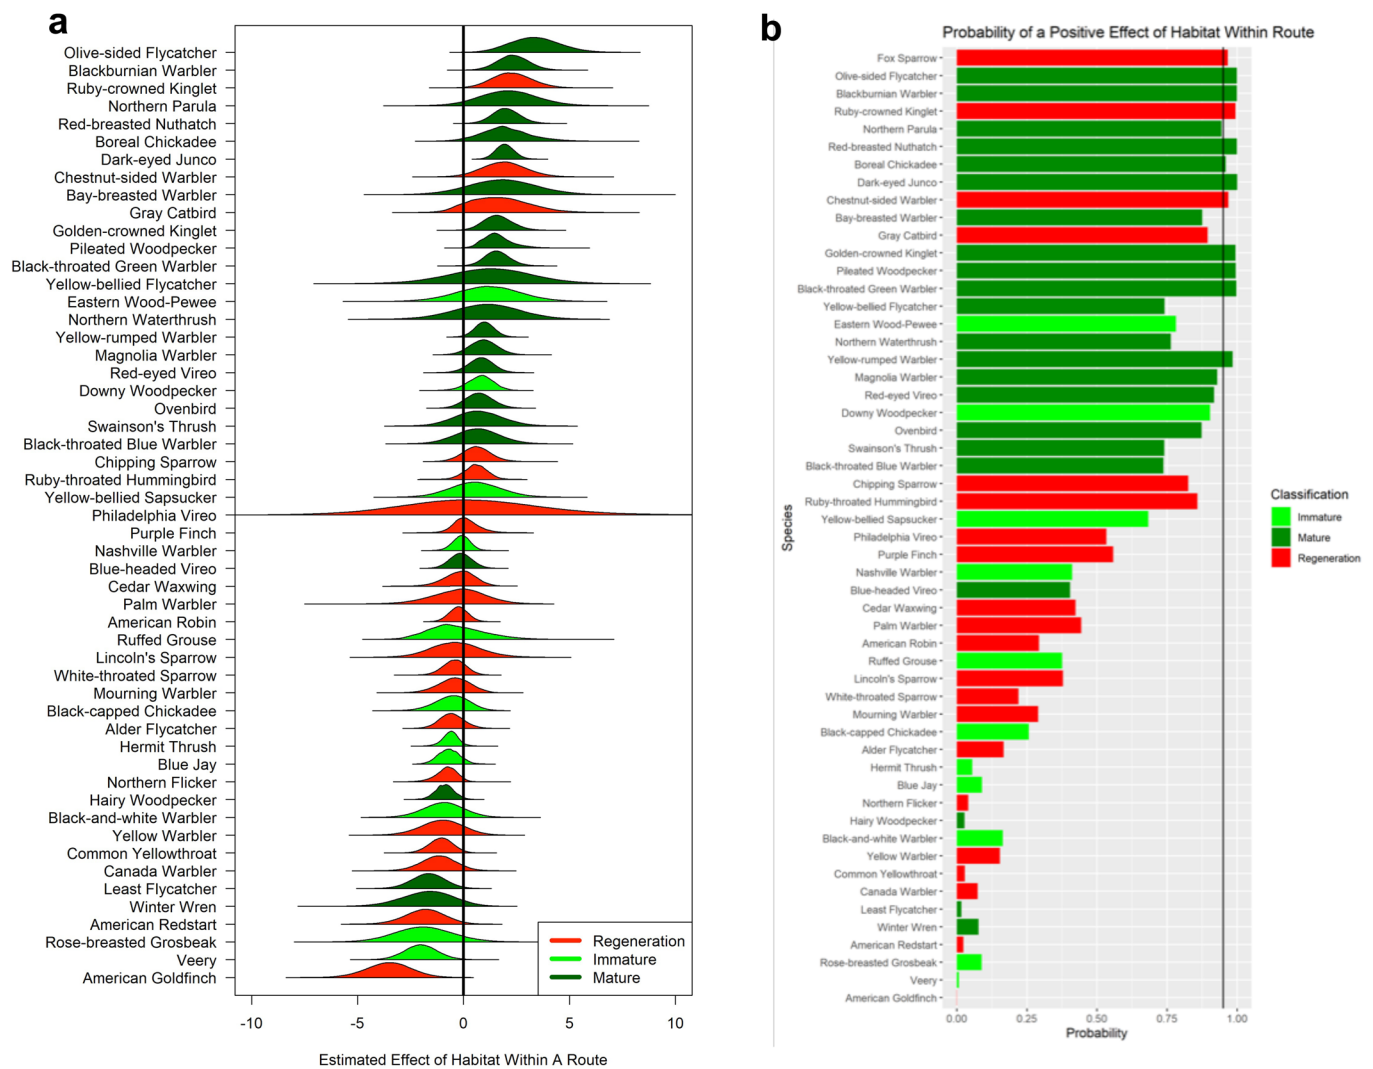 a
Olive-sided Flycatcher
Blackburnian Warbler
Ruby-crowned Kinglet
Northern Parula
Red-breasted Nuthatch
Boreal Chickadee
Dark-eyed Junco
Chestnut-sided Warbler
Bay-breasted Warbler
Gray Catbird
Golden-crowned Kinglet
Pileated Woodpecker
Black-throated Green Warbler
Yellow-bellied Flycatcher
Eastern Wood-Pewee
Northern Waterthrush
Yellow-rumped Warbler
Magnolia Warbler
Red-eyed Vireo
Downy Woodpecker
Ovenbird
Swainson's Thrush
Black-throated Blue Warbler
Chipping Sparrow
Ruby-throated Hummingbird
Yellow-bellied Sapsucker
Philadelphia Vireo
Purple Finch
Nashville Warbler
Blue-headed Vireo
Cedar Waxwing
Palm Warbler
American Robin
Ruffed Grouse
Lincoln's Sparrow
White-throated Sparrow
Mourning Warbler
Black-capped Chickadee
Alder Flycatcher
Hermit Thrush
Blue Jay
Northern Flicker
Hairy Woodpecker
Black-and-white Warbler
Yellow Warbler
Common Yellowthroat
Canada Warbler
Least Flycatcher
Winter Wren
American Redstart
Rose-breasted Grosbeak
Veery
American Goldfinch
Regeneration
Immature
Mature
-10 -5 0 5 10
Estimated Effect of Habitat Within A Route
b
Probability of a Positive Effect of Habitat Within Route
Species
Fox Sparrow
Olive-sided Flycatcher
Blackburnian Warbler
Ruby-crowned Kinglet
Northern Parula
Red-breasted Nuthatch
Boreal Chickadee
Dark-eyed Junco
Chestnut-sided Warbler
Bay-breasted Warbler
Gray Catbird
Golden-crowned Kinglet
Pileated Woodpecker
Black-throated Green Warbler
Yellow-bellied Flycatcher
Eastern Wood-Pewee
Northern Waterthrush
Yellow-rumped Warbler
Magnolia Warbler
Red-eyed Vireo
Downy Woodpecker
Ovenbird
Swainson's Thrush
Black-throated Blue Warbler
Chipping Sparrow
Ruby-throated Hummingbird
Yellow-bellied Sapsucker
Philadelphia Vireo
Purple Finch
Nashville Warbler
Blue-headed Vireo
Cedar Waxwing
Palm Warbler
American Robin
Ruffed Grouse
Lincoln's Sparrow
White-throated Sparrow
Mourning Warbler
Black-capped Chickadee
Alder Flycatcher
Hermit Thrush
Blue Jay
Northern Flicker
Hairy Woodpecker
Black-and-white Warbler
Yellow Warbler
Common Yellowthroat
Canada Warbler
Least Flycatcher
Winter Wren
American Redstart
Rose-breasted Grosbeak
Veery
American Goldfinch
0.00 0.25 0.50 0.75 1.00
Probability
Classification
Immature
Mature
Regeneration